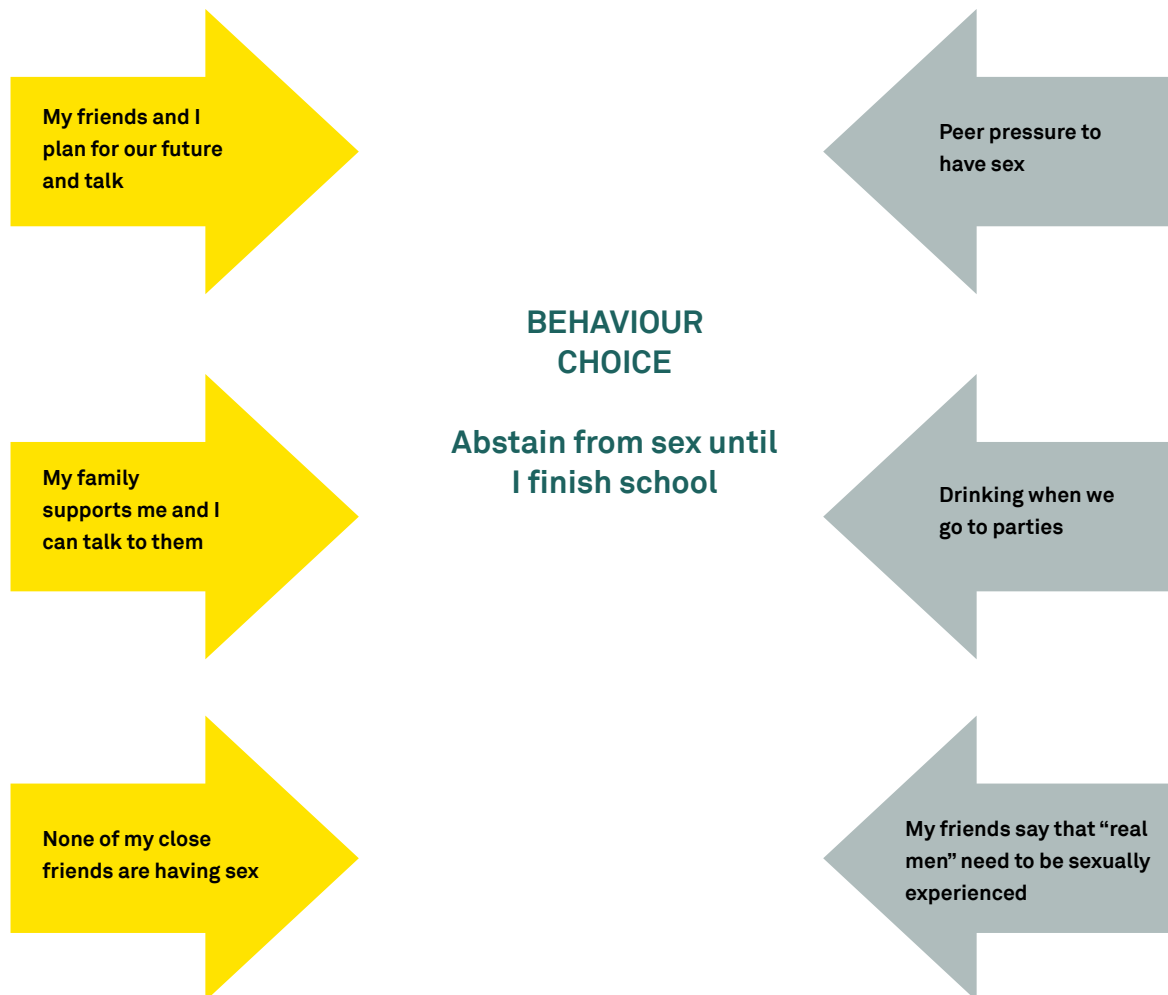 My friends and I
plan for our future
and talk
Peer pressure to
have sex
BEHAVIOUR
CHOICE
Abstain from sex until
I finish school
My family
supports me and I
can talk to them
Drinking when we
go to parties
None of my close
friends are having sex
My friends say that “real
men” need to be sexually
experienced